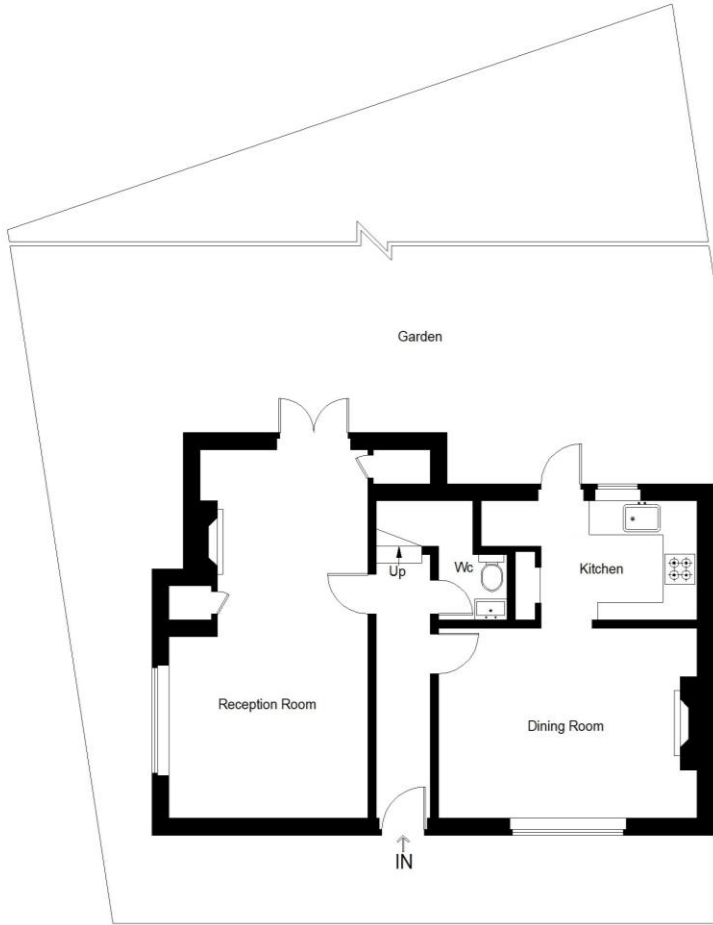 Garden
Up
Wc
Kitchen
Reception Room
Dining Room
IN